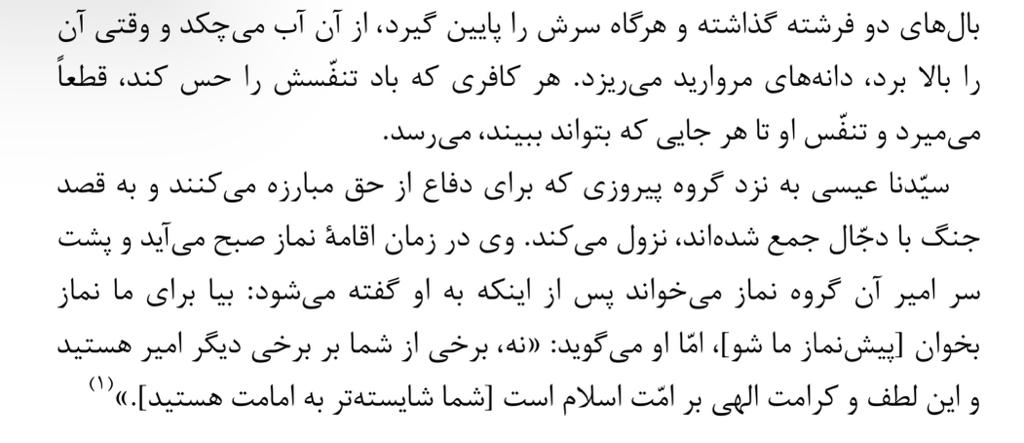 بال‌های دو فرشته گذاشته و هرگاه سرش را پایین گیرد، از آن آب می‌چکد و وقتی آن
را بالا برد، دانه‌های مروارید می‌ریزد. هر کافری که باد تنفّسش را حس کند، قطعاً
می‌میرد و تنفّس او تا هر جایی که بتواند ببیند، می‌رسد.
سیّدنا عیسی به نزد گروه پیروزی که برای دفاع از حق مبارزه می‌کنند و به قصد
جنگ با دجّال جمع شده‌اند، نزول می‌کند. وی در زمان اقامهٔ نماز صبح می‌آید و پشت
سر امیر آن گروه نماز می‌خواند پس از اینکه به او گفته می‌شود: بیا برای ما نماز
بخوان [پیش‌نماز ما شو]، امّا او می‌گوید: «نه، برخی از شما بر برخی دیگر امیر هستید
و این لطف و کرامت الهی بر امّت اسلام است [شما شایسته‌تر به امامت هستید].»(۱)